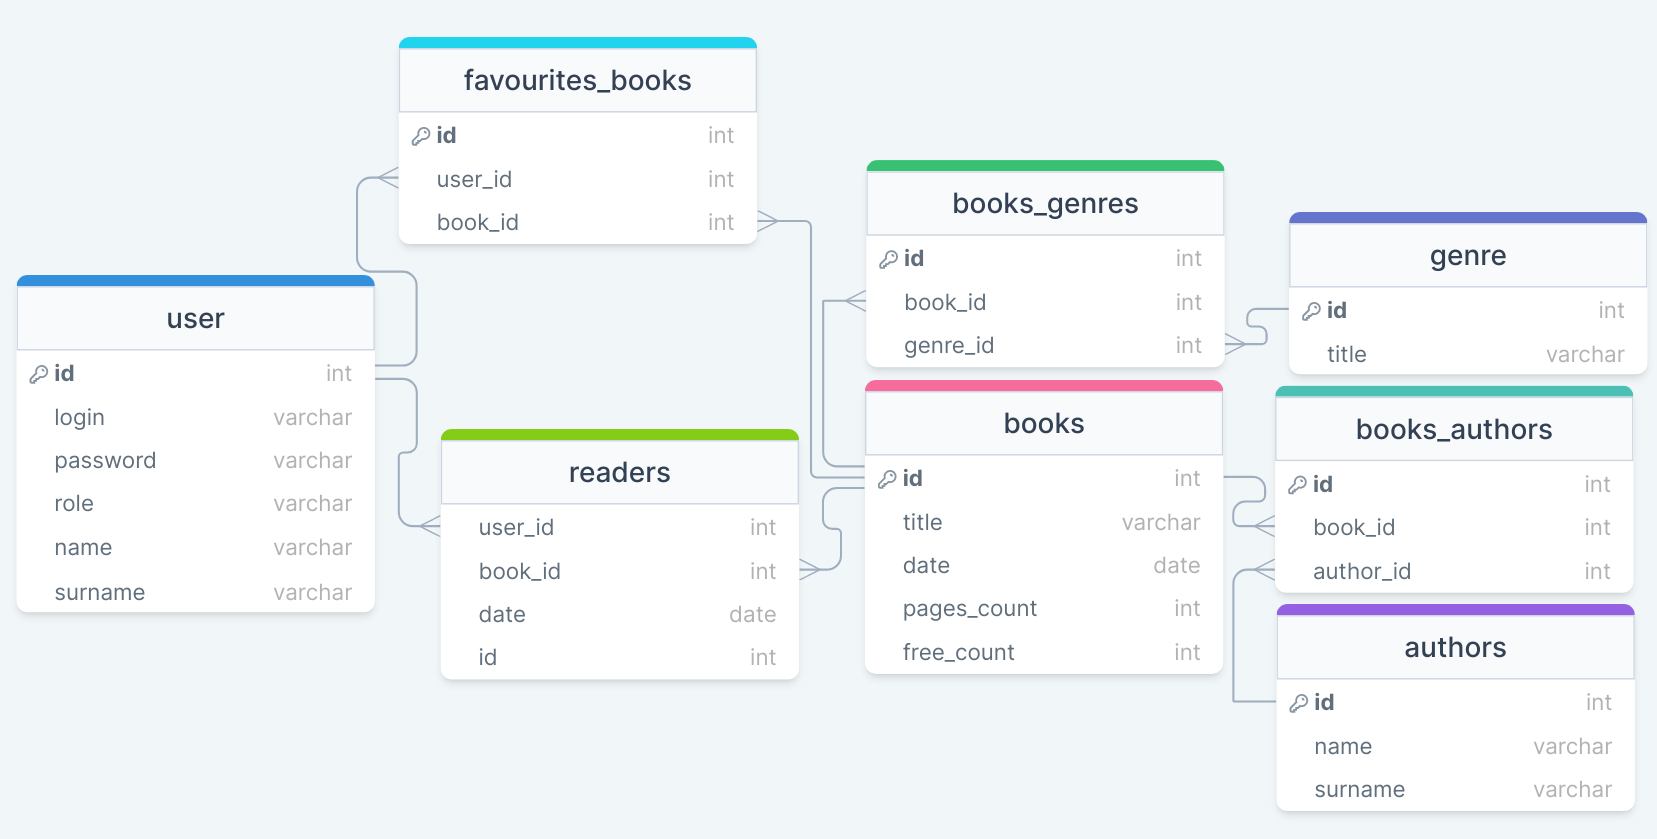 favourites_books
id int
user_id int
book_id int
user
id int
login varchar
password varchar
role varchar
name varchar
surname varchar
readers
user_id int
book_id int
date date
id int
books_genres
id int
book_id int
genre_id int
books
id int
title varchar
date date
pages_count int
free_count int
genre
id int
title varchar
books_authors
id int
book_id int
author_id int
authors
id int
name varchar
surname varchar